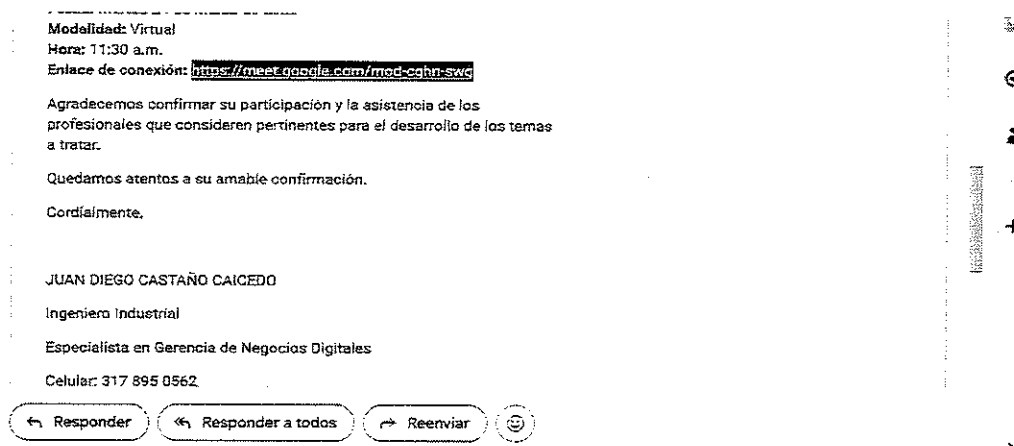 Modalidad: Virtual
Hora: 11:30 a.m.
Enlace de conexión: https://meet.google.com/mod-cghn-swc
Agradecemos confirmar su participación y la asistencia de los
profesionales que consideren pertinentes para el desarrollo de los temas
a tratar.
Quedamos atentos a su amable confirmación.
Cordialmente,
JUAN DIEGO CASTAÑO CAICEDO
Ingeniero Industrial
Especialista en Gerencia de Negocios Digitales
Celular: 317 895 0562
Responder Responder a todos Reenviar